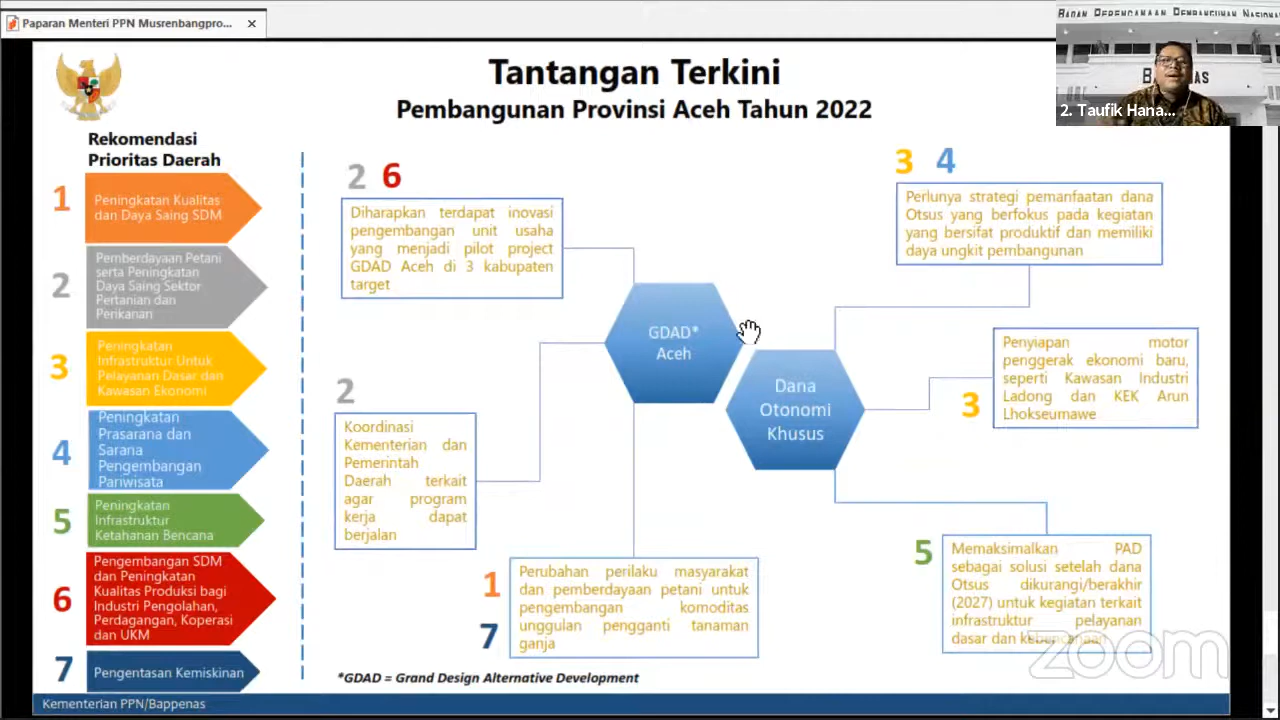 Paparan Menteri PPN Musrenbangpro...
BADAN PERENCANAAN PEMBANGUNAN NASIONAL
2. Taufik Hana...
Tantangan Terkini
Pembangunan Provinsi Aceh Tahun 2022
Rekomendasi
Prioritas Daerah
1
Peningkatan Kualitas
dan Daya Saing SDM
2
Pemberdayaan Petani
serta Peningkatan
Daya Saing Sektor
Pertanian dan
Perikanan
3
Peningkatan
Infrastruktur Untuk
Pelayanan Dasar dan
Kawasan Ekonomi
4
Peningkatan
Prasarana dan
Sarana
Pengembangan
Pariwisata
5
Peningkatan
Infrastruktur
Ketahanan Bencana
6
Pengembangan SDM
dan Peningkatan
Kualitas Produksi bagi
Industri Pengolahan,
Perdagangan, Koperasi
dan UKM
7
Pengentasan Kemiskinan
2 6
Diharapkan terdapat inovasi
pengembangan unit usaha
yang menjadi pilot project
GDAD Aceh di 3 kabupaten
target
2
Koordinasi
Kementerian dan
Pemerintah
Daerah terkait
agar program
kerja dapat
berjalan
1
7
Perubahan perilaku masyarakat
dan pemberdayaan petani untuk
pengembangan komoditas
unggulan pengganti tanaman
ganja
GDAD*
Aceh
Dana
Otonomi
Khusus
3 4
Perlunya strategi pemanfaatan dana
Otsus yang berfokus pada kegiatan
yang bersifat produktif dan memiliki
daya ungkit pembangunan
3
Penyiapan motor
penggerak ekonomi baru,
seperti Kawasan Industri
Ladong dan KEK Arun
Lhokseumawe
5
Memaksimalkan PAD
sebagai solusi setelah dana
Otsus dikurangi/berakhir
(2027) untuk kegiatan terkait
infrastruktur pelayanan
dasar dan kebencanaan
zoom
*GDAD = Grand Design Alternative Development
Kementerian PPN/Bappenas